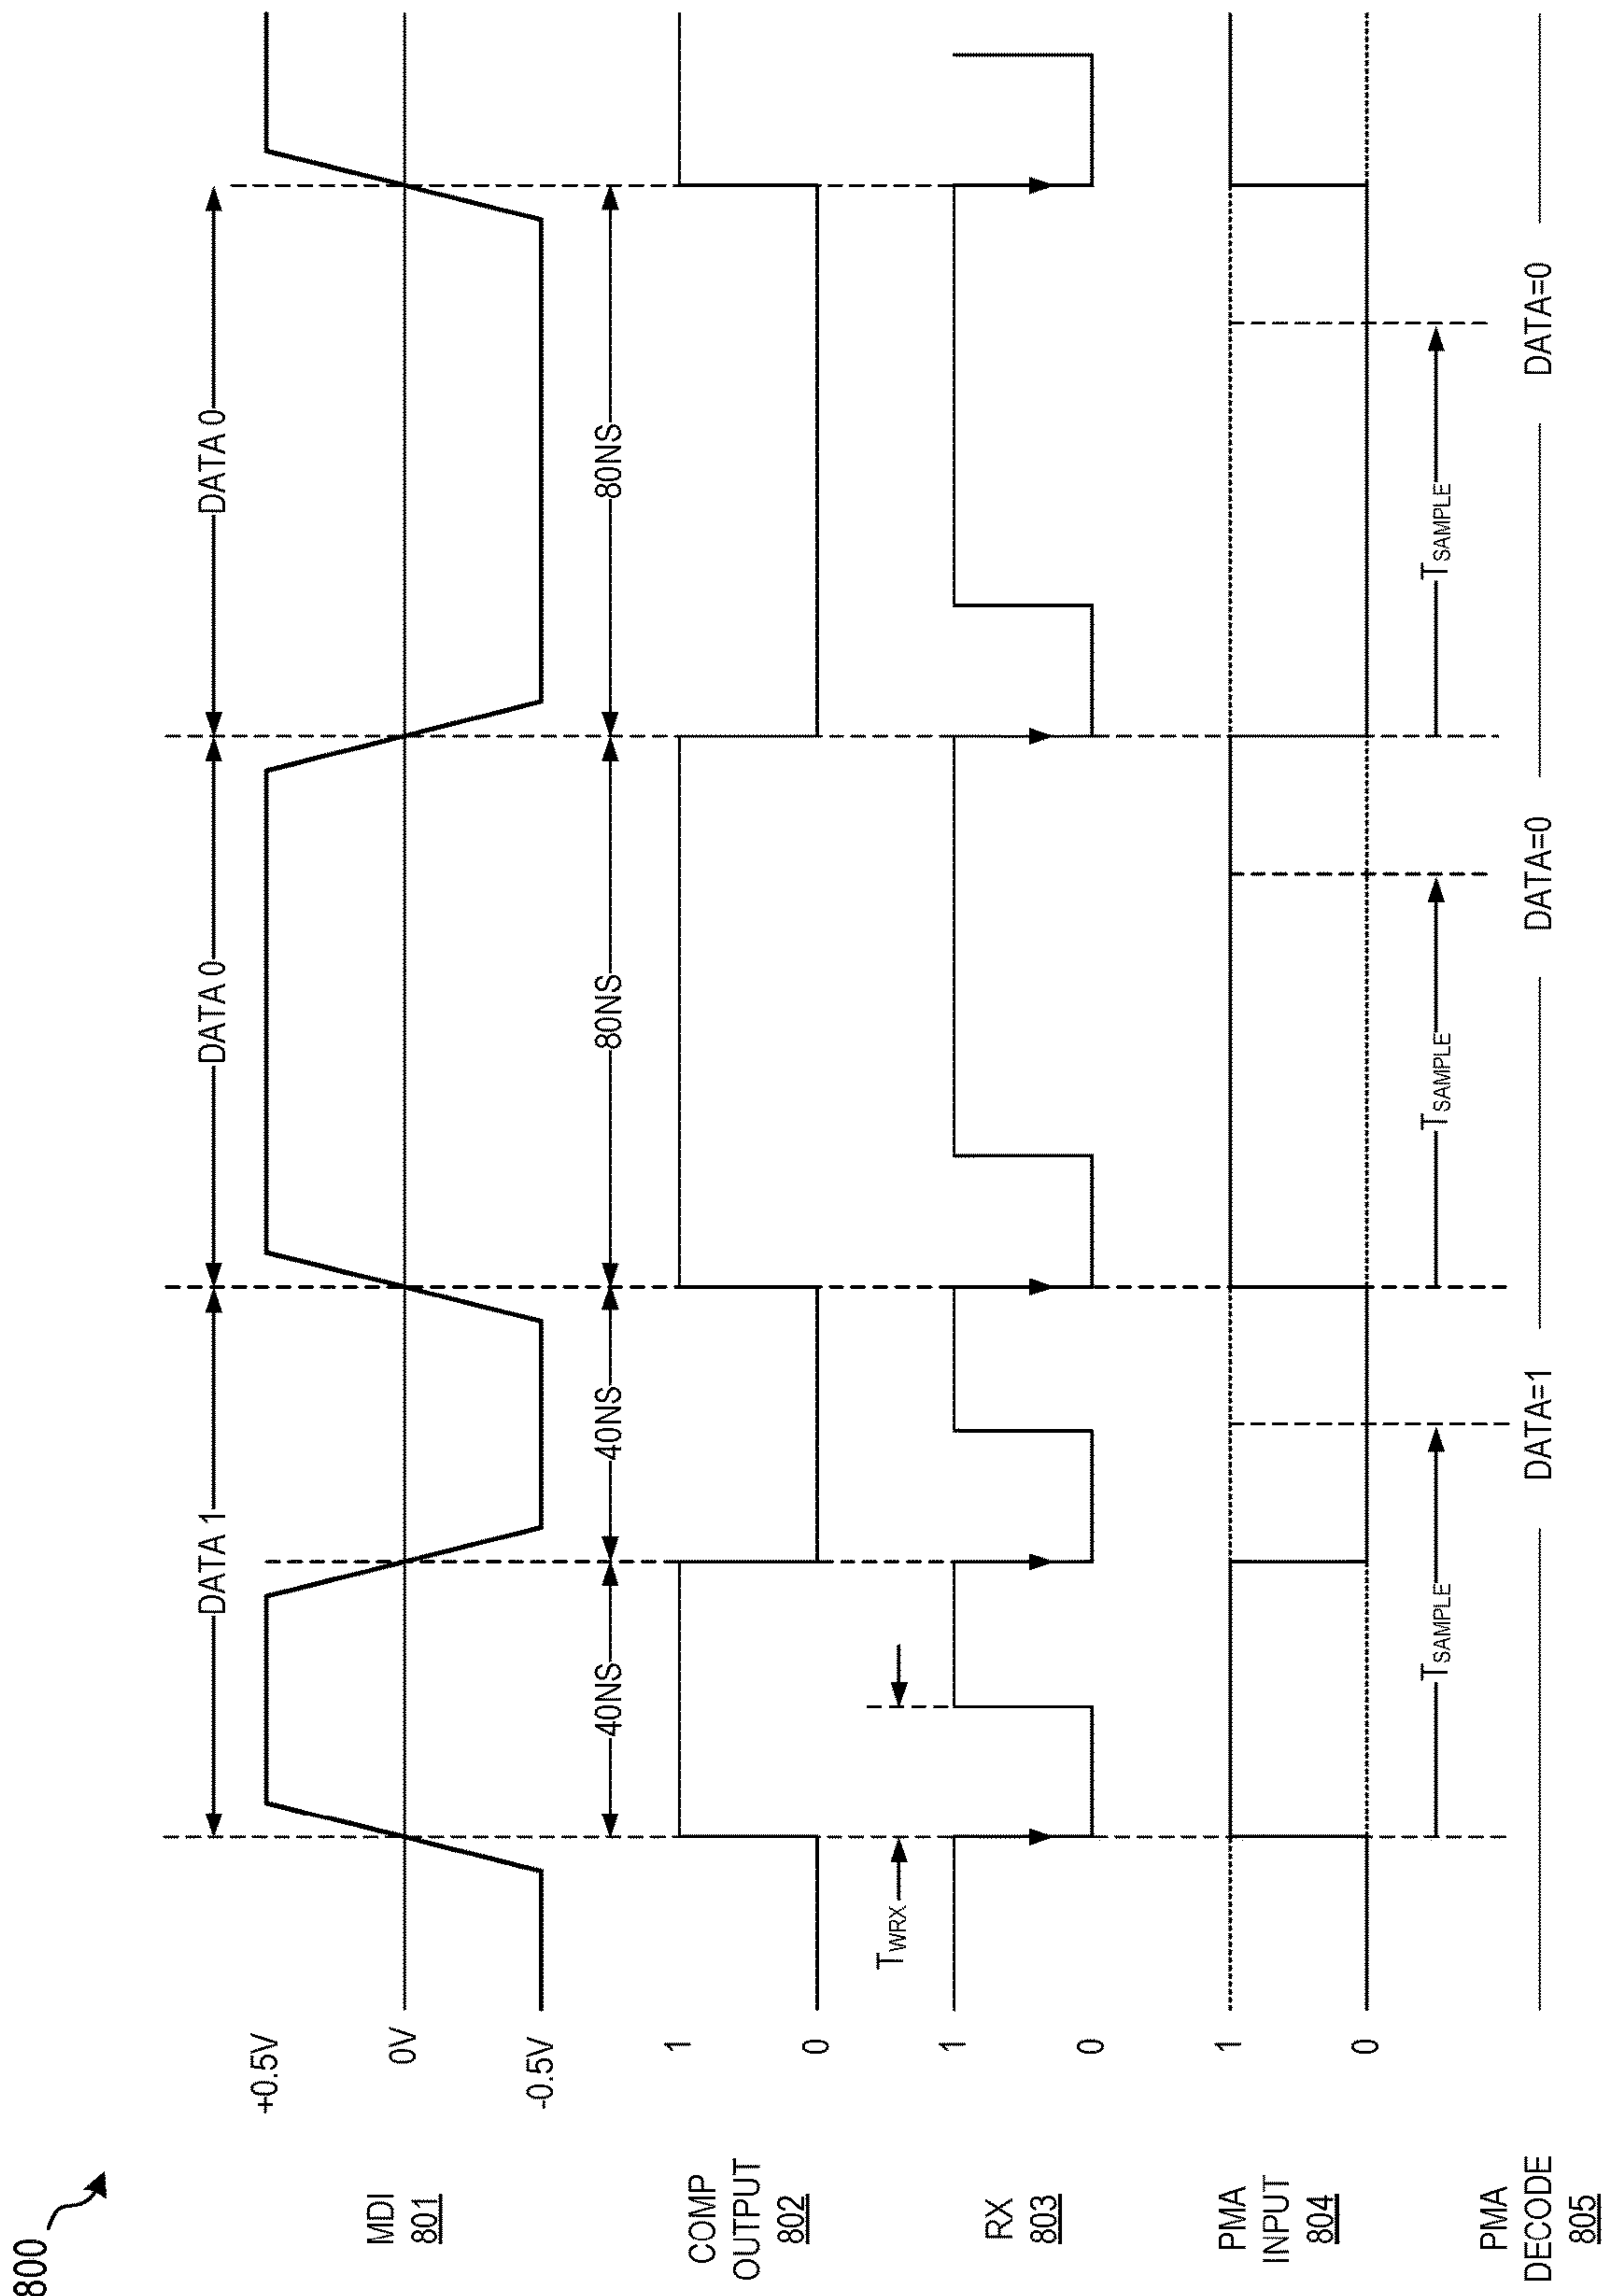 800
DATA 1
DATA 0
DATA 0
+0.5V
MDI
801
0V
-0.5V
40NS
40NS
80NS
80NS
COMP
OUTPUT
802
1
0
TWRX
RX
803
1
0
PMA
INPUT
804
1
0
TSAMPLE
TSAMPLE
TSAMPLE
PMA
DECODE
805
DATA=1
DATA=0
DATA=0